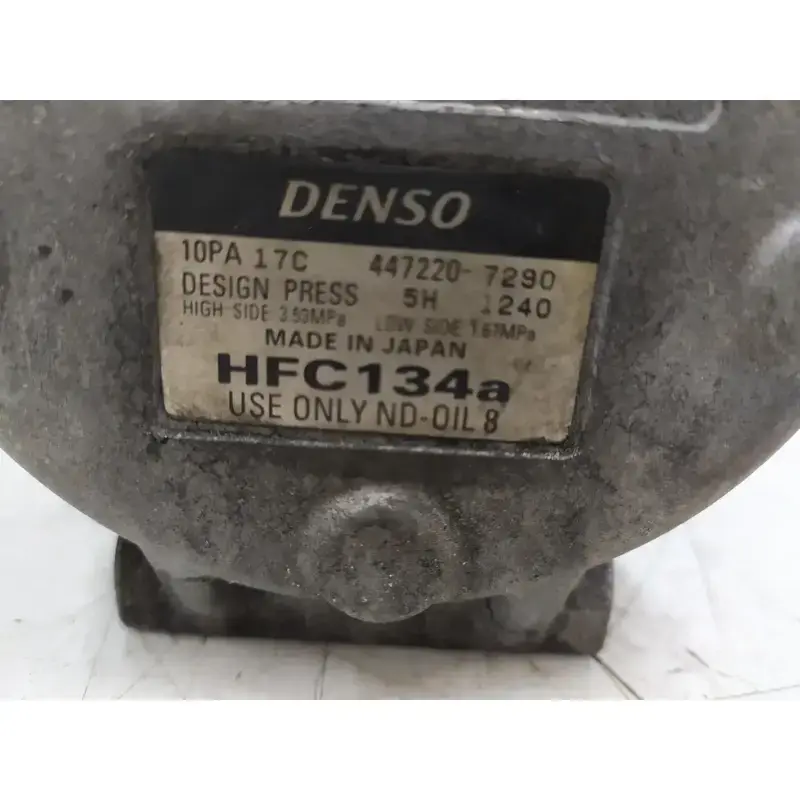 DENSO
10PA 17C 447220-7290
DESIGN PRESS 5H 1240
HIGH SIDE 3.53MPa LOW SIDE 1.67MPa
MADE IN JAPAN
HFC134a
USE ONLY ND-OIL 8